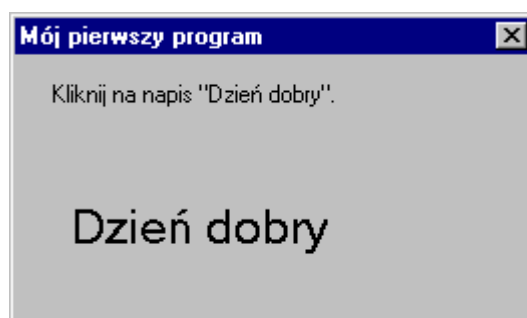 Mój pierwszy program
Kliknij na napis "Dzień dobry".
Dzień dobry